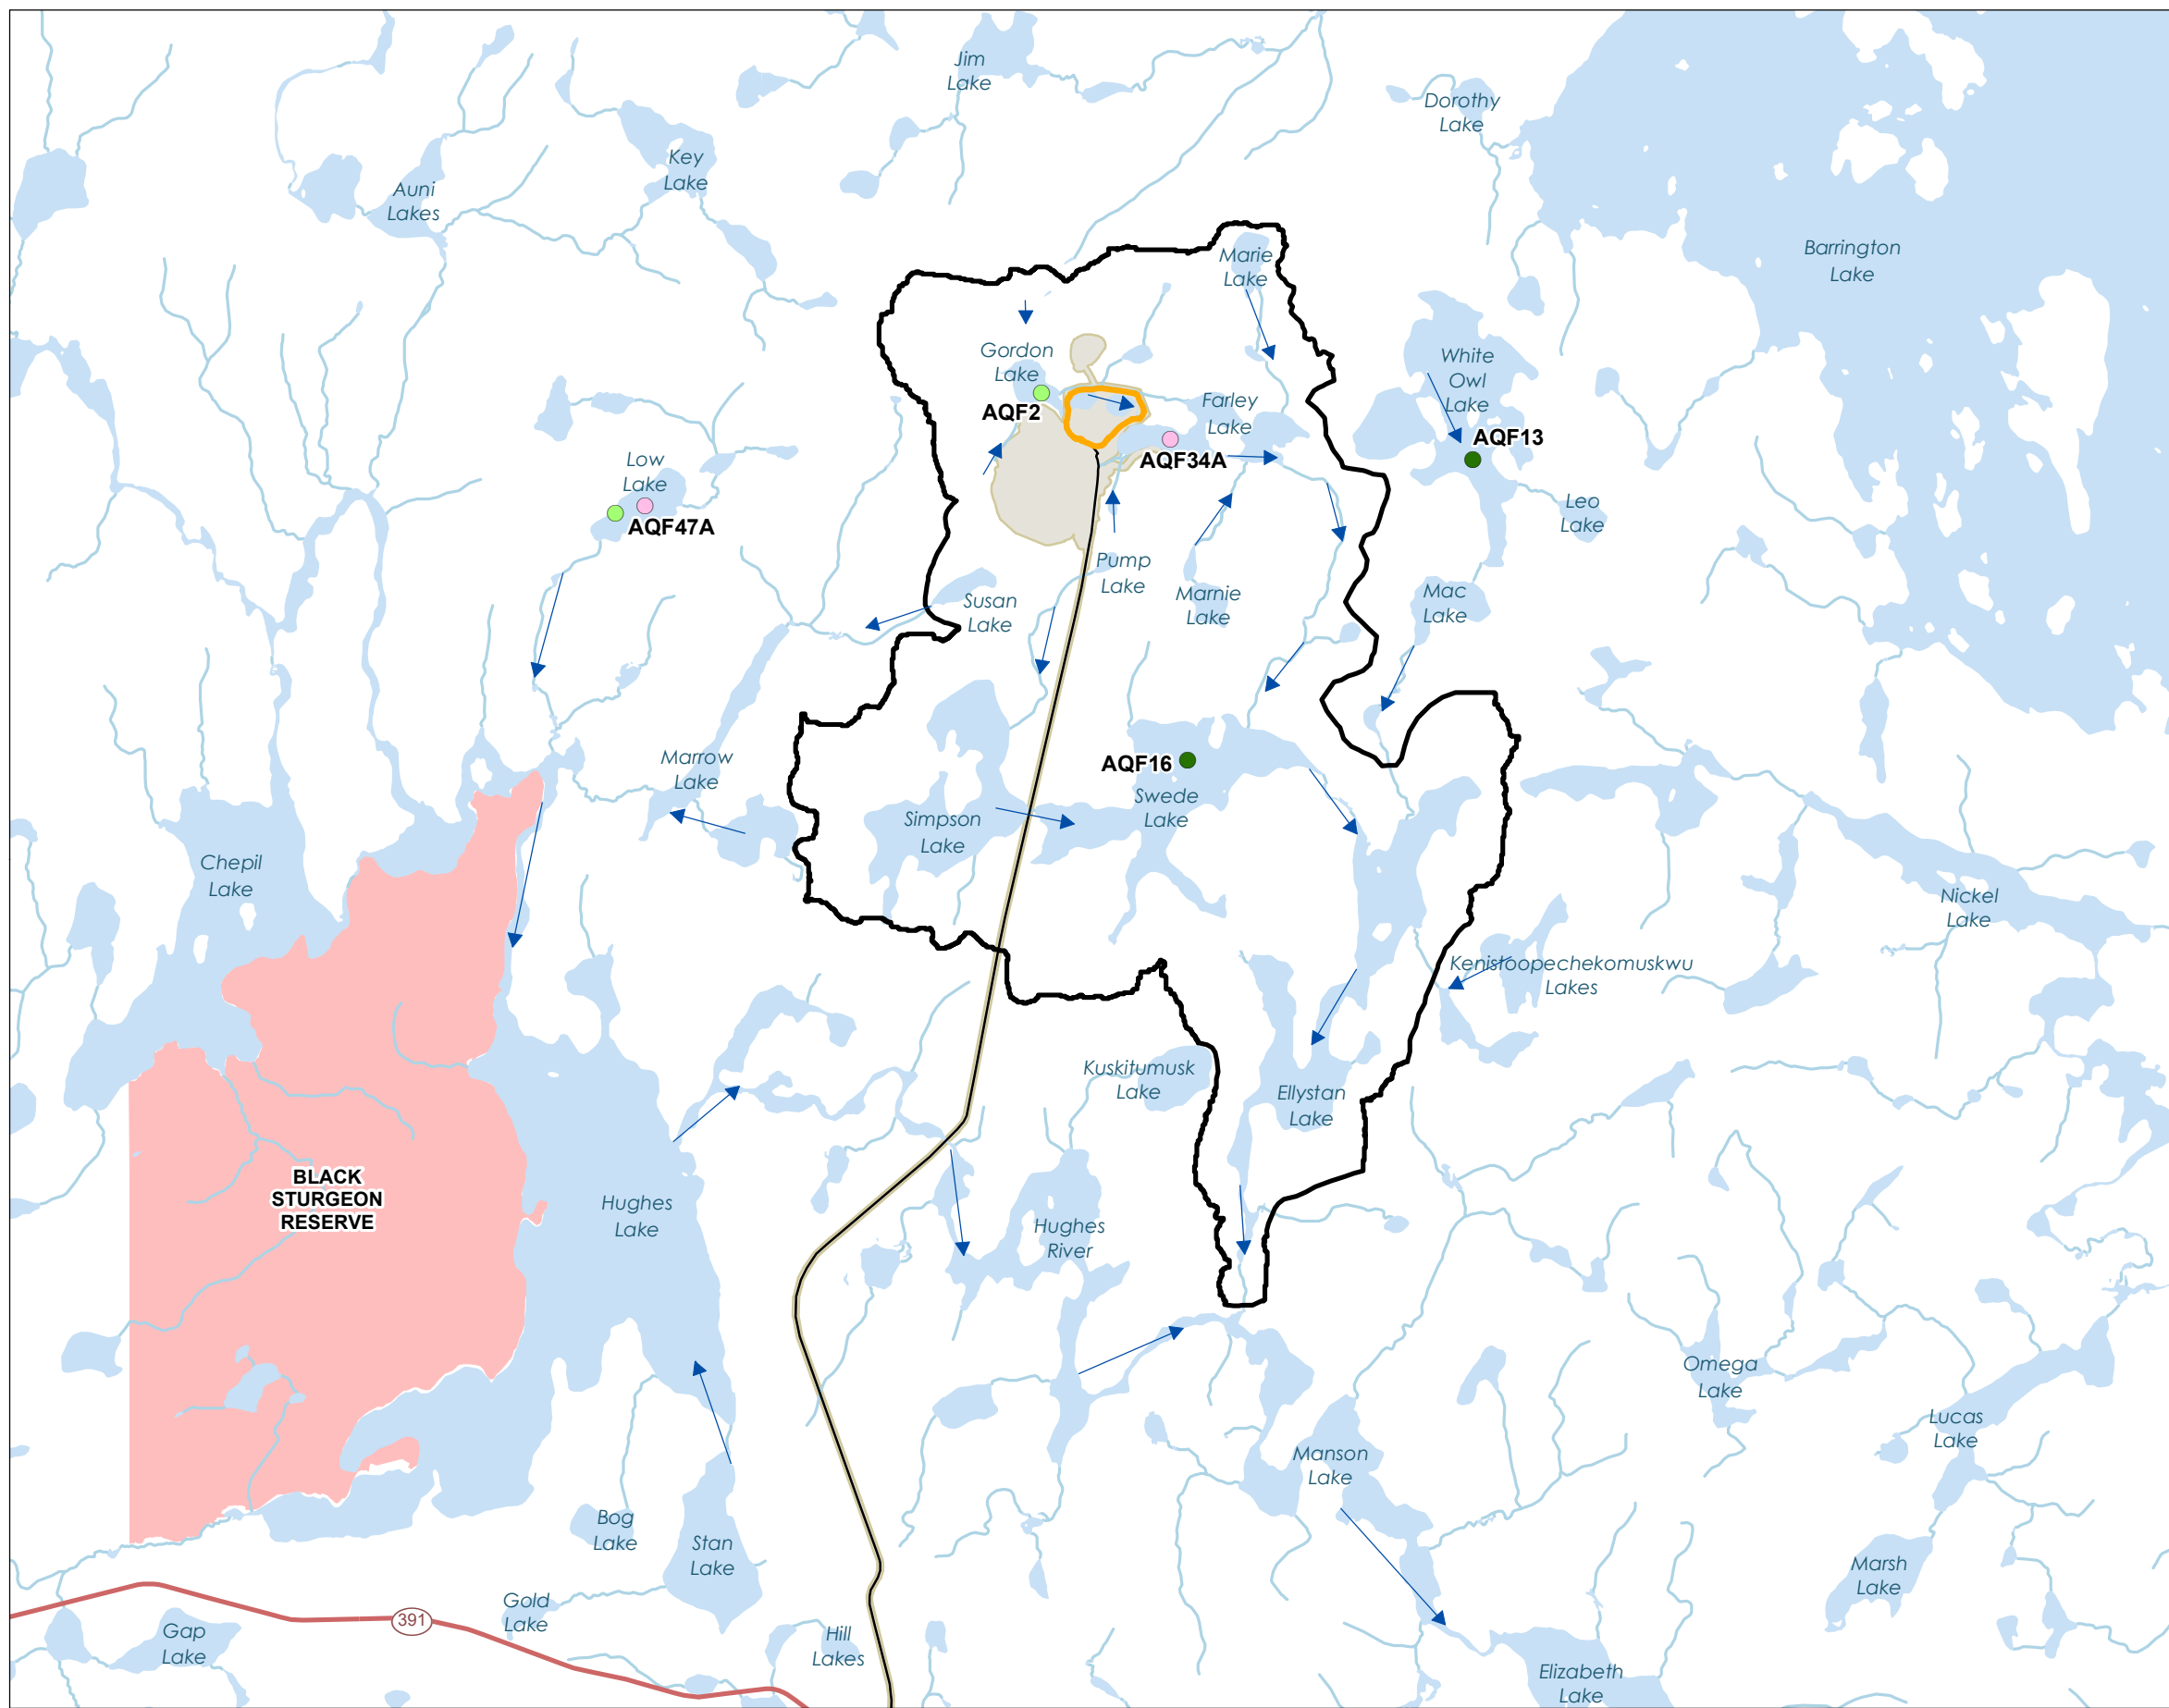 Jim
Lake
Dorothy
Lake
Key
Lake
Auni
Lakes
Marie
Lake
Barrington
Lake
Gordon
Lake
White
Owl
Lake
AQF2
Farley
Lake
AQF13
AQF34A
Low
Lake
AQF47A
Leo
Lake
Pump
Lake
Marnie
Lake
Susan
Lake
Mac
Lake
Marrow
Lake
AQF16
Swede
Lake
Simpson
Lake
Chepil
Lake
Nickel
Lake
Kenistoopechekomuskwu
Lakes
Kuskitumusk
Lake
Ellystan
Lake
BLACK
STURGEON
RESERVE
Hughes
Lake
Hughes
River
Omega
Lake
Lucas
Lake
Manson
Lake
Bog
Lake
Stan
Lake
Marsh
Lake
Gold
Lake
391
Gap
Lake
Hill
Lakes
Elizabeth
Lake